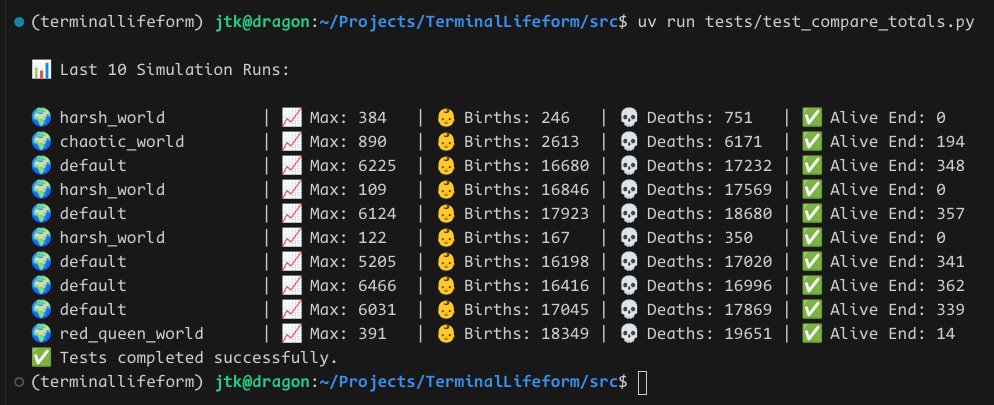 (terminallifeform) jtk@dragon:~/Projects/TerminalLifeform/src$ uv run tests/test_compare_totals.py
📊 Last 10 Simulation Runs:
🌍 harsh_world | 📈 Max: 384 | 👶 Births: 246 | 💀 Deaths: 751 | ✅ Alive End: 0
🌍 chaotic_world | 📈 Max: 890 | 👶 Births: 2613 | 💀 Deaths: 6171 | ✅ Alive End: 194
🌍 default | 📈 Max: 6225 | 👶 Births: 16680 | 💀 Deaths: 17232 | ✅ Alive End: 348
🌍 harsh_world | 📈 Max: 109 | 👶 Births: 16846 | 💀 Deaths: 17569 | ✅ Alive End: 0
🌍 default | 📈 Max: 6124 | 👶 Births: 17923 | 💀 Deaths: 18680 | ✅ Alive End: 357
🌍 harsh_world | 📈 Max: 122 | 👶 Births: 167 | 💀 Deaths: 350 | ✅ Alive End: 0
🌍 default | 📈 Max: 5205 | 👶 Births: 16198 | 💀 Deaths: 17020 | ✅ Alive End: 341
🌍 default | 📈 Max: 6466 | 👶 Births: 16416 | 💀 Deaths: 16996 | ✅ Alive End: 362
🌍 default | 📈 Max: 6031 | 👶 Births: 17045 | 💀 Deaths: 17869 | ✅ Alive End: 339
🌍 red_queen_world | 📈 Max: 391 | 👶 Births: 18349 | 💀 Deaths: 19651 | ✅ Alive End: 14
✅ Tests completed successfully.
(terminallifeform) jtk@dragon:~/Projects/TerminalLifeform/src$